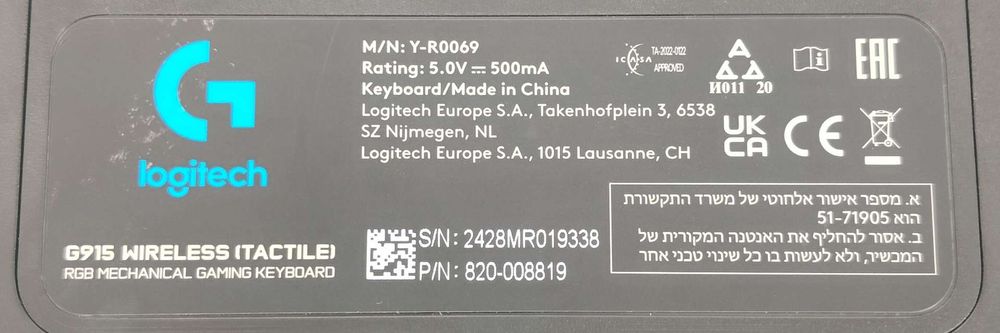 logitech
G915 WIRELESS (TACTILE)
RGB MECHANICAL GAMING KEYBOARD
M/N: Y-R0069
Rating: 5.0V ⎓ 500mA
Keyboard/Made in China
Logitech Europe S.A., Takenhofplein 3, 6538
SZ Nijmegen, NL
Logitech Europe S.A., 1015 Lausanne, CH
S/N: 2428MR019338
P/N: 820-008819
ICASA
TA-2022-0122
APPROVED
И011 20
EAC
UK
CA
CE
א. מספר אישור אלחוטי של משרד התקשורת
הוא 51-71905
ב. אסור להחליף את האנטנה המקורית של
המכשיר, ולא לעשות בו כל שינוי טכני אחר